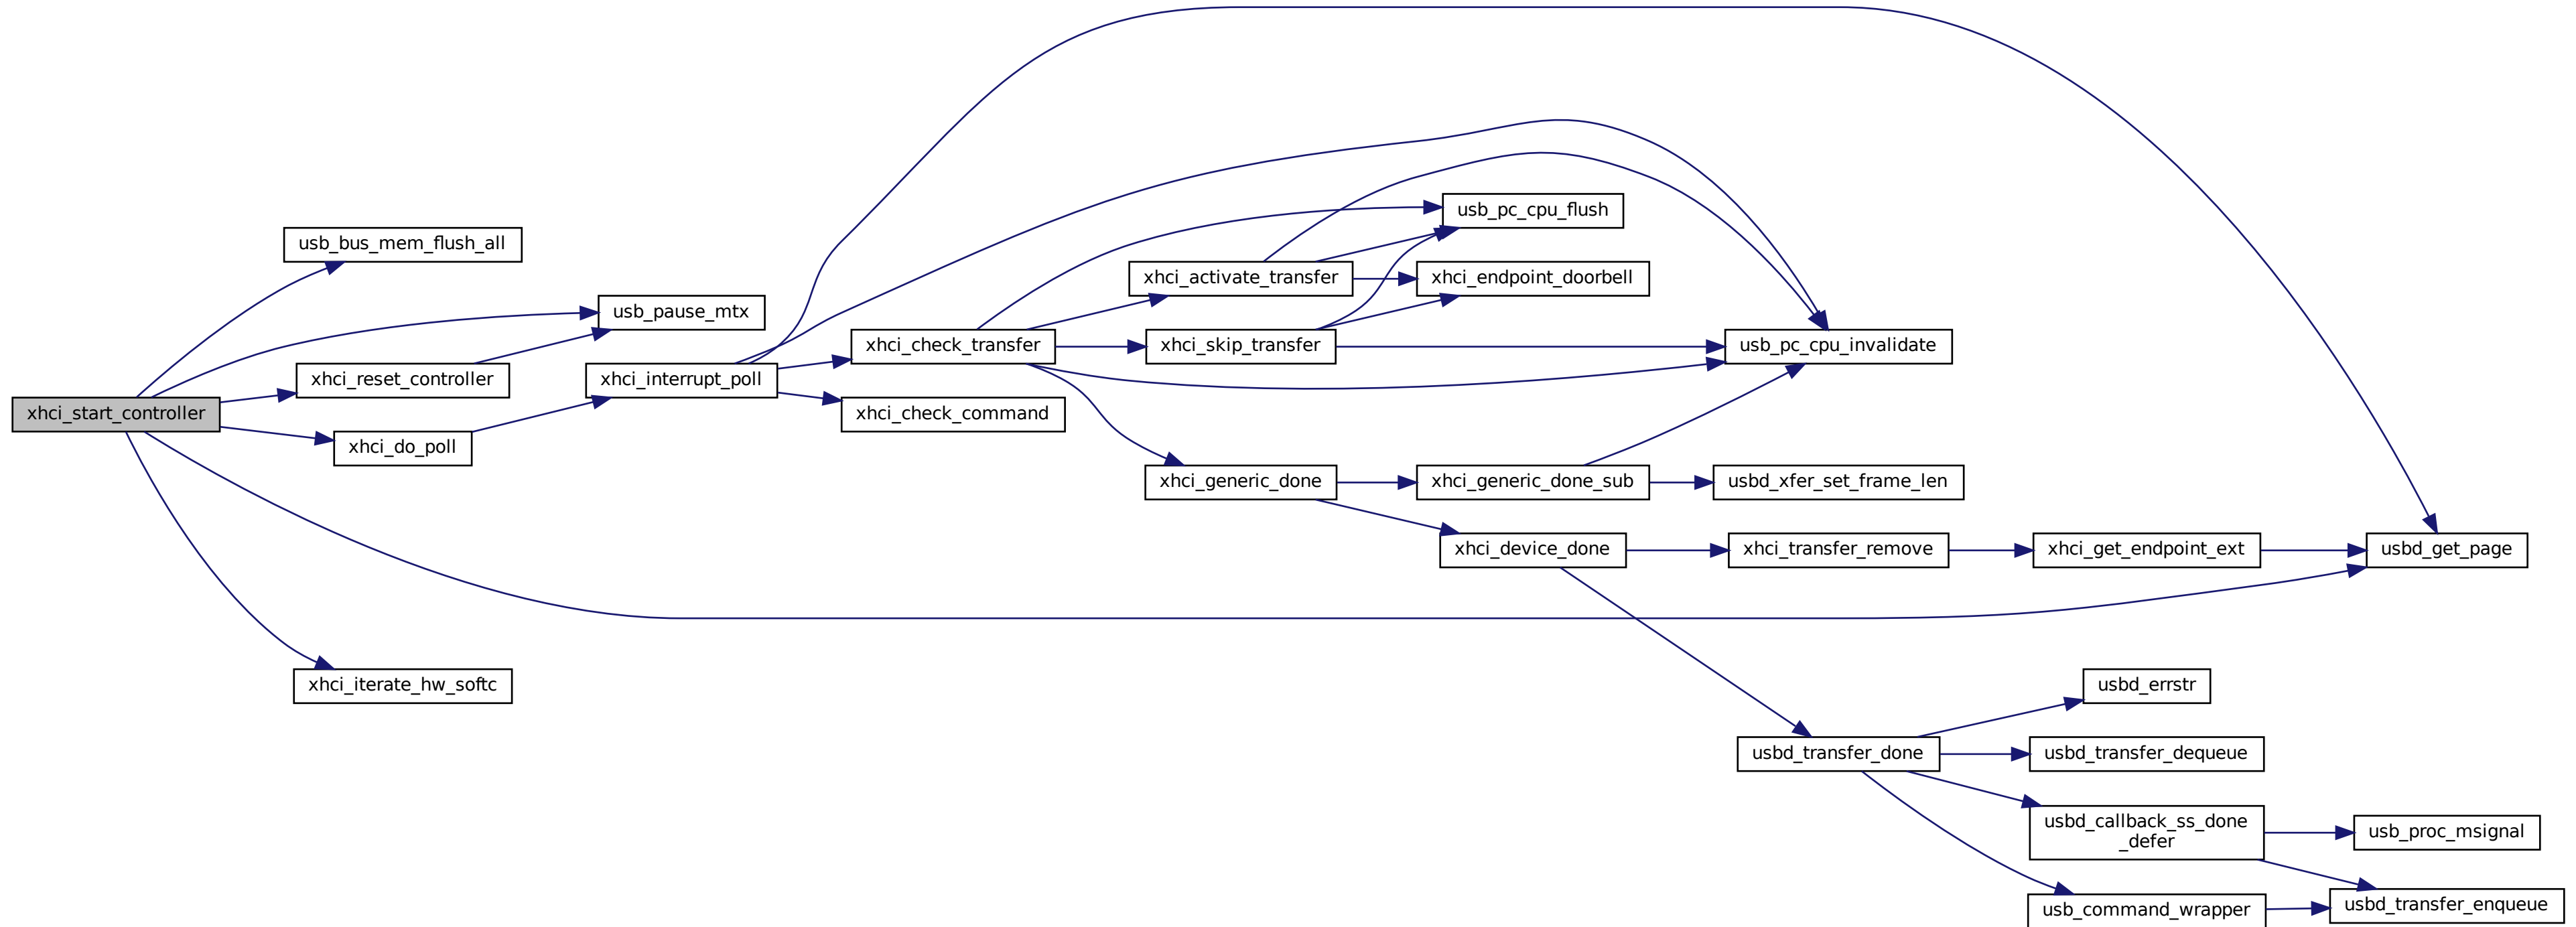 xhci_start_controller
usb_bus_mem_flush_all
usb_pause_mtx
xhci_reset_controller
xhci_do_poll
xhci_interrupt_poll
xhci_check_transfer
xhci_check_command
xhci_activate_transfer
xhci_skip_transfer
usb_pc_cpu_flush
xhci_endpoint_doorbell
usb_pc_cpu_invalidate
xhci_generic_done
xhci_generic_done_sub
usbd_xfer_set_frame_len
xhci_device_done
xhci_transfer_remove
xhci_get_endpoint_ext
usbd_get_page
xhci_iterate_hw_softc
usbd_transfer_done
usbd_errstr
usbd_transfer_dequeue
usbd_callback_ss_done
_defer
usb_proc_msignal
usb_command_wrapper
usbd_transfer_enqueue